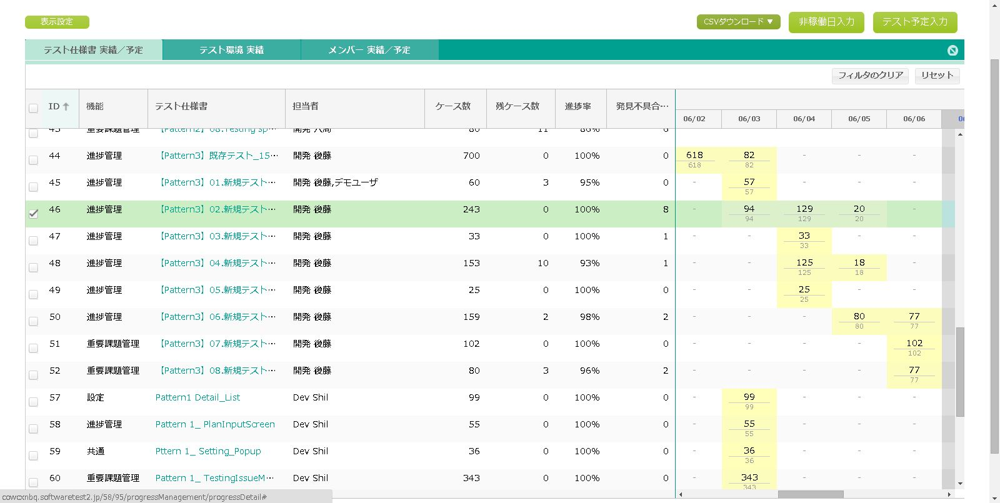 表示設定
CSVダウンロード ▼ 非稼働日入力 テスト予定入力
テスト仕様書 実績／予定 テスト環境 実績 メンバー 実績／予定
フィルタのクリア リセット
ID ↑ 機能 テスト仕様書 担当者 ケース数 残ケース数 進捗率 発見不具合…
06/02 06/03 06/04 06/05 06/06
43 重要課題管理 【Pattern2】08.Testing sp… 開発 80 11 86% 6
44 進捗管理 【Pattern3】既存テスト_15… 開発 後藤 700 0 100% 0 618 82 - - -
618 82
45 進捗管理 【Pattern3】01.新規テスト… 開発 後藤,デモユーザ 60 3 95% 0 - 57 - - -
57
46 進捗管理 【Pattern3】02.新規テスト… 開発 後藤 243 0 100% 8 - 94 129 20 -
94 129 20
47 進捗管理 【Pattern3】03.新規テスト… 開発 後藤 33 0 100% 1 - - 33 - -
33
48 進捗管理 【Pattern3】04.新規テスト… 開発 後藤 153 10 93% 1 - - 125 18 -
125 18
49 進捗管理 【Pattern3】05.新規テスト… 開発 後藤 25 0 100% 0 - - 25 - -
25
50 進捗管理 【Pattern3】06.新規テスト… 開発 後藤 159 2 98% 2 - - - 80 77
80 77
51 重要課題管理 【Pattern3】07.新規テスト… 開発 後藤 102 0 100% 0 - - - - 102
102
52 重要課題管理 【Pattern3】08.新規テスト… 開発 後藤 80 3 96% 2 - - - - 77
77
57 設定 Pattern1 Detail_List Dev Shil 99 0 100% 0 - 99 - - -
99
58 進捗管理 Pattern 1_ PlanInputScreen Dev Shil 55 0 100% 0 - 55 - - -
55
59 共通 Pttern 1_ Setting_Popup Dev Shil 36 0 100% 0 - 36 - - -
36
60 重要課題管理 Pattern 1_ TestingIssueM… Dev Shil 343 0 100% 0 - 343 - - -
343
cowcxnbq.softwaretest2.jp/58/95/progressManagement/progressDetail#